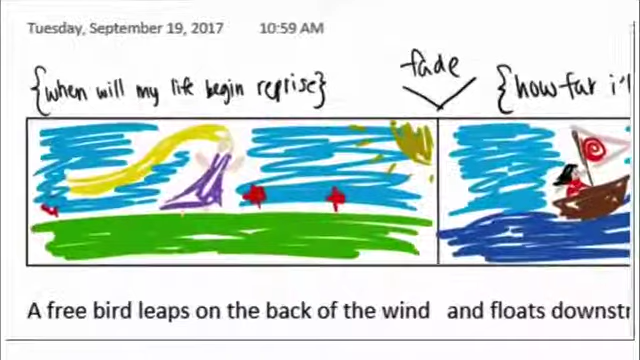 Tuesday, September 19, 2017 10:59 AM
fade
{when will my life begin reprise} {how far i'l
A free bird leaps on the back of the wind and floats downstr